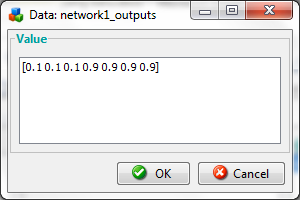 Data: network1_outputs
Value
[0.1 0.1 0.1 0.9 0.9 0.9 0.9]
OK
Cancel